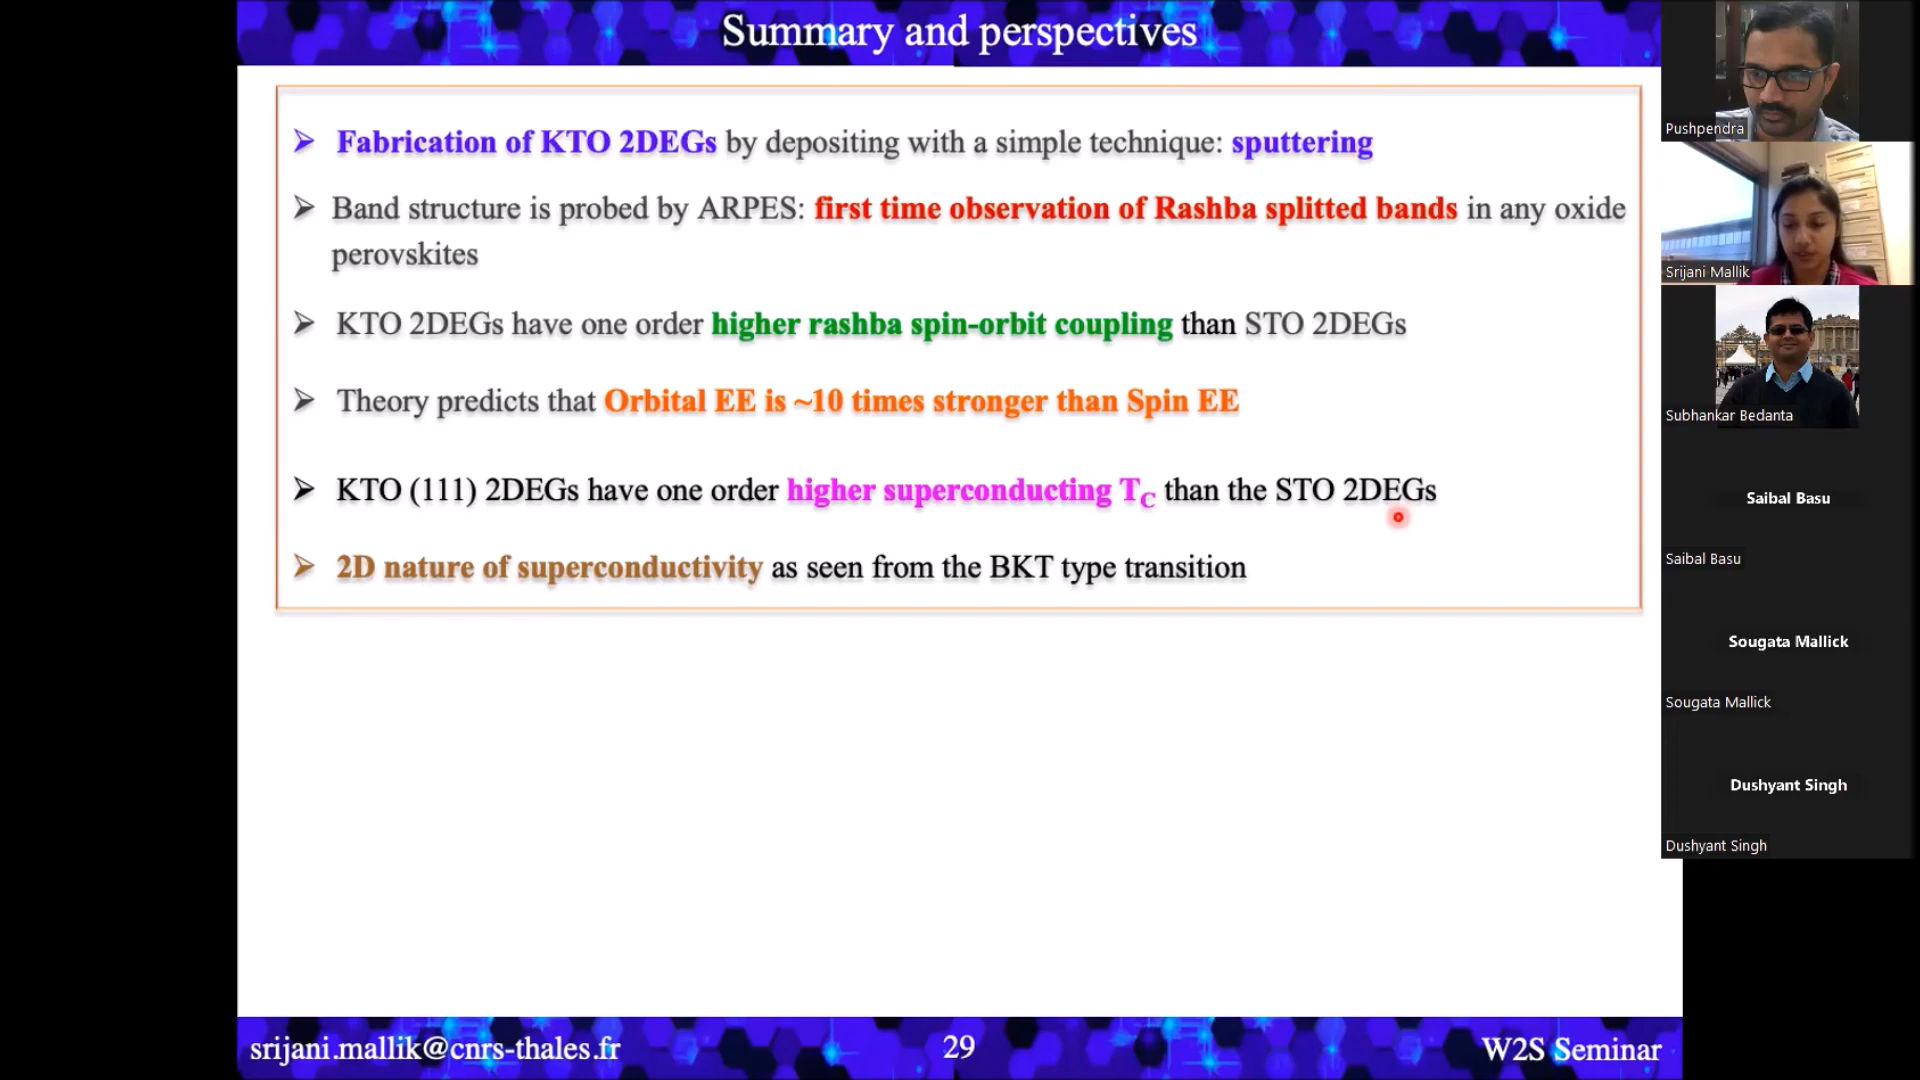 Summary and perspectives
➢ Fabrication of KTO 2DEGs by depositing with a simple technique: sputtering
➢ Band structure is probed by ARPES: first time observation of Rashba splitted bands in any oxide
perovskites
➢ KTO 2DEGs have one order higher rashba spin-orbit coupling than STO 2DEGs
➢ Theory predicts that Orbital EE is ~10 times stronger than Spin EE
➢ KTO (111) 2DEGs have one order higher superconducting TC than the STO 2DEGs
➢ 2D nature of superconductivity as seen from the BKT type transition
srijani.mallik@cnrs-thales.fr
29
W2S Seminar
Pushpendra
Srijani Mallik
Subhankar Bedanta
Saibal Basu
Saibal Basu
Sougata Mallick
Sougata Mallick
Dushyant Singh
Dushyant Singh